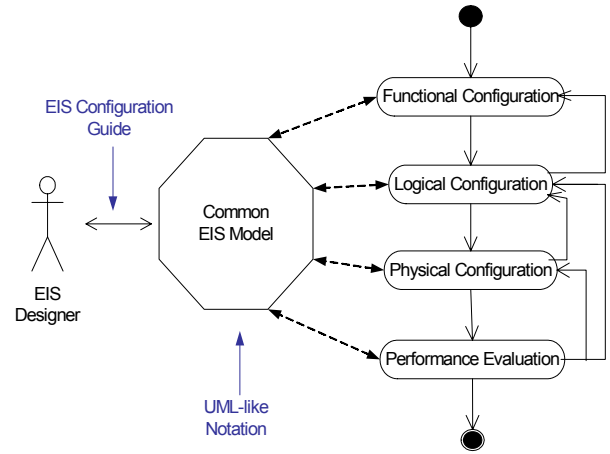 EIS Configuration
Guide
EIS
Designer
Common
EIS Model
UML-like
Notation
Functional Configuration
Logical Configuration
Physical Configuration
Performance Evaluation